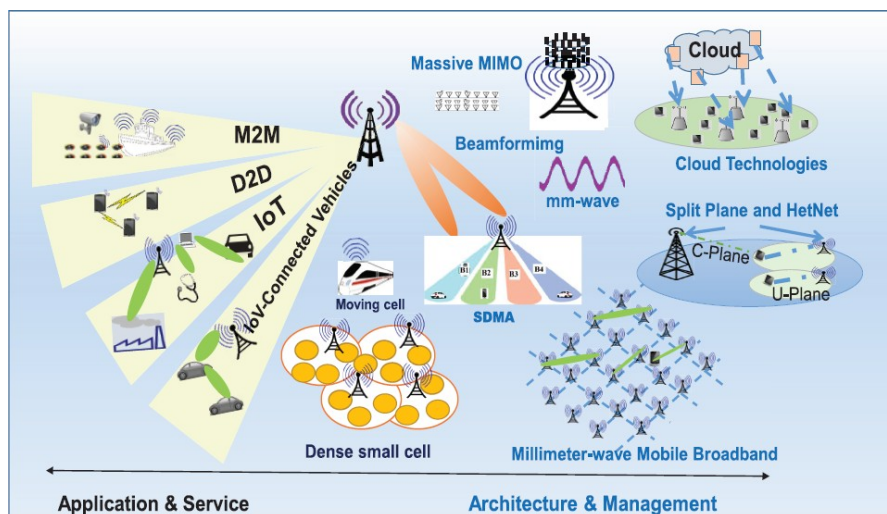 Massive MIMO
Cloud
Cloud Technologies
M2M
D2D
IoT
IoV-Connected Vehicles
Beamformimg
mm-wave
Split Plane and HetNet
C-Plane
U-Plane
Moving cell
B1 B2 B3 B4
SDMA
Dense small cell
Millimeter-wave Mobile Broadband
Application & Service
Architecture & Management